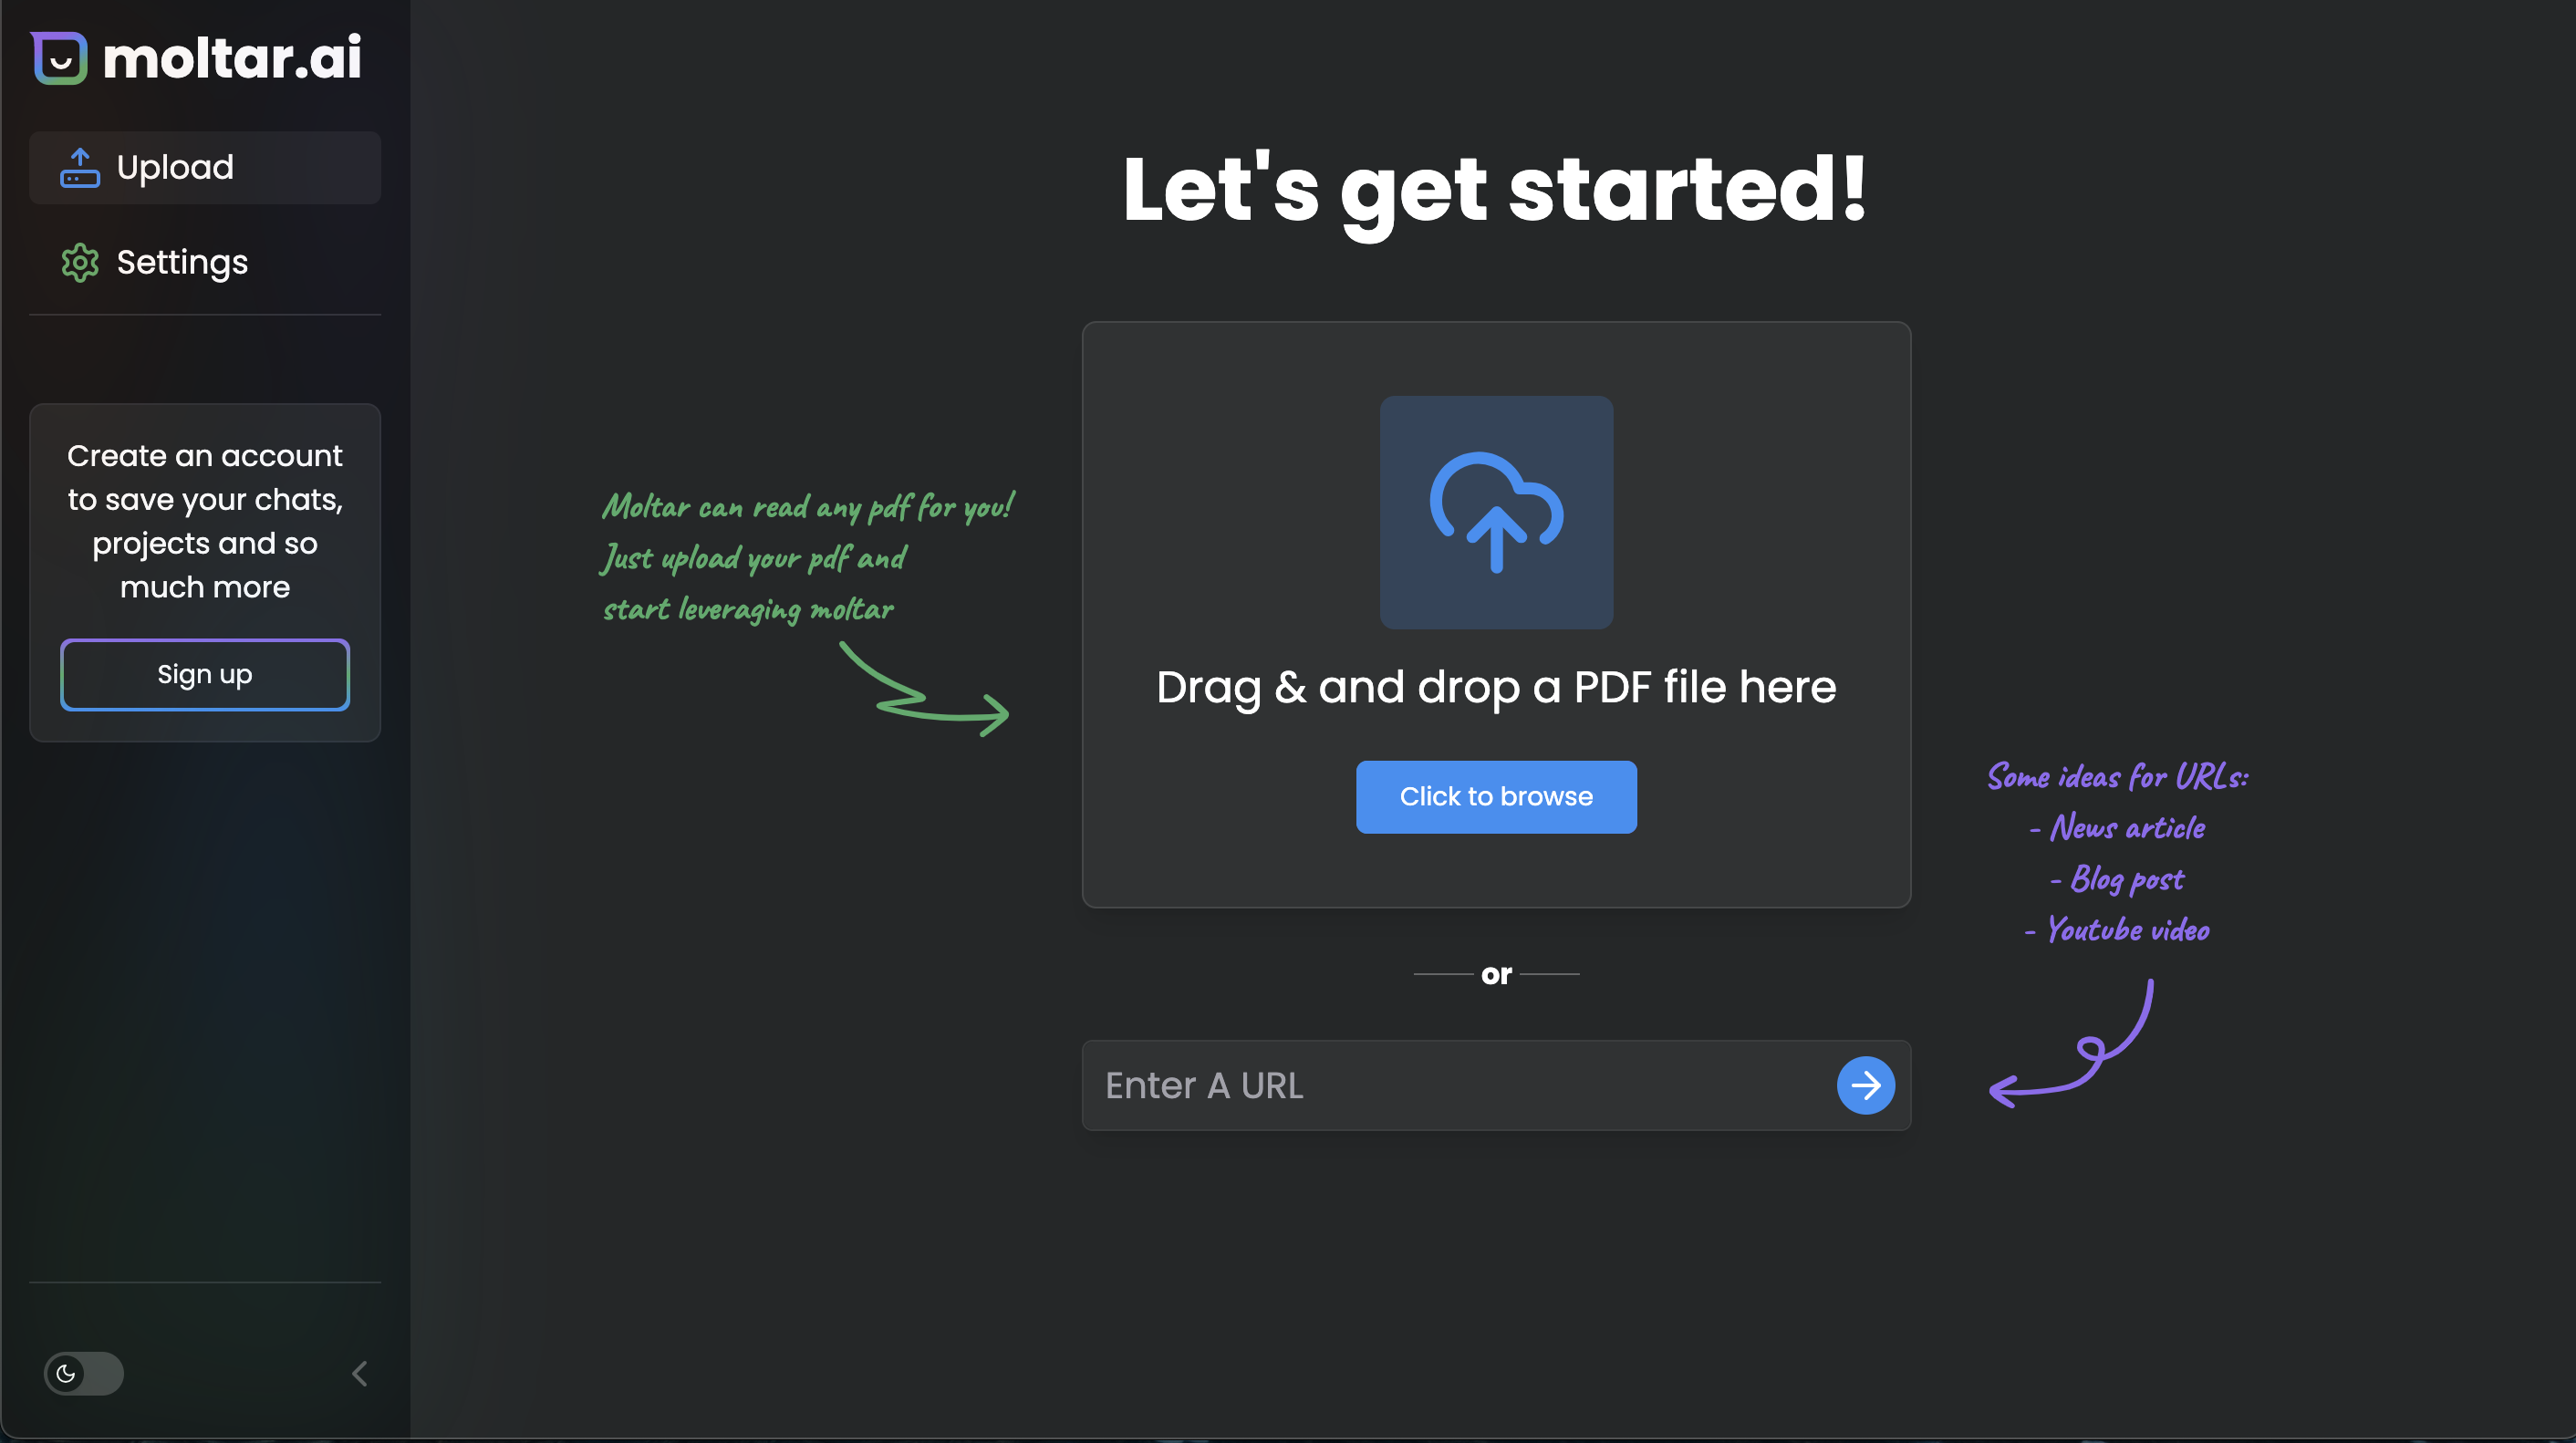 moltar.ai
Upload
Settings
Create an account
to save your chats,
projects and so
much more
Sign up
Let's get started!
Moltar can read any pdf for you!
Just upload your pdf and
start leveraging moltar
Drag & and drop a PDF file here
Click to browse
Some ideas for URLs:
- News article
- Blog post
- Youtube video
or
Enter A URL